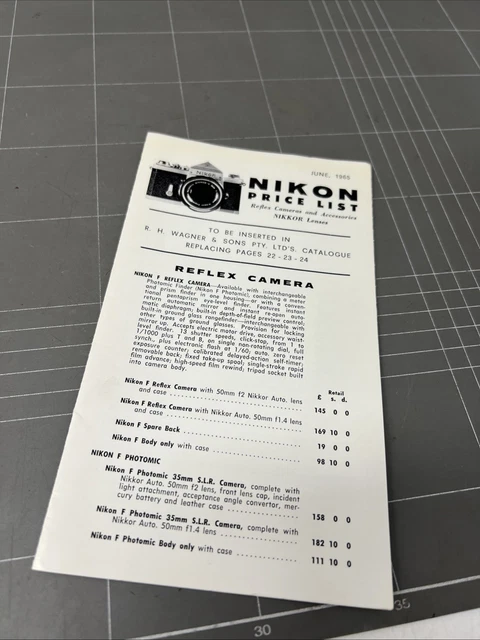 NIKON
JUNE, 1965
NIKON
PRICE LIST
Reflex Cameras and Accessories
NIKKOR Lenses
TO BE INSERTED IN
R. H. WAGNER & SONS PTY. LTD'S. CATALOGUE
REPLACING PAGES 22 - 23 - 24
REFLEX CAMERA
NIKON F REFLEX CAMERA—Available with interchangeable
Photomic Finder (Nikon F Photomic), combining a meter
and prism finder in one housing—or with a conven-
tional pentaprism eye-level finder. Features instant
return automatic mirror and instant re-open auto-
matic diaphragm; built-in depth-of-field preview control;
built-in ground glass rangefinder—interchangeable with
other types of ground glasses. Provision for locking
mirror up. Accepts electric motor drive, accessory waist-
level finder. 13 shutter speeds, click-stop, from 1 to
1/1000 plus T and B, on single non-rotating dial, full
synch., plus electronic flash at 1/60; auto. zero reset
exposure counter; calibrated delayed-action self-timer;
removable back; fixed take-up spool; single-stroke rapid
film advance; high-speed film rewind; tripod socket built
into camera body.
Retail
£ s. d.
Nikon F Reflex Camera with 50mm f2 Nikkor Auto. lens
and case 145 0 0
Nikon F Reflex Camera with Nikkor Auto. 50mm f1.4 lens
and case 169 10 0
Nikon F Spare Back 19 0 0
Nikon F Body only with case 98 10 0
NIKON F PHOTOMIC
Nikon F Photomic 35mm S.L.R. Camera, complete with
Nikkor Auto. 50mm f2 lens, front lens cap, incident
light attachment, acceptance angle convertor, mer-
cury battery and leather case 158 0 0
Nikon F Photomic 35mm S.L.R. Camera, complete with
Nikkor Auto. 50mm f1.4 lens 182 10 0
Nikon F Photomic Body only with case 111 10 0
30
35